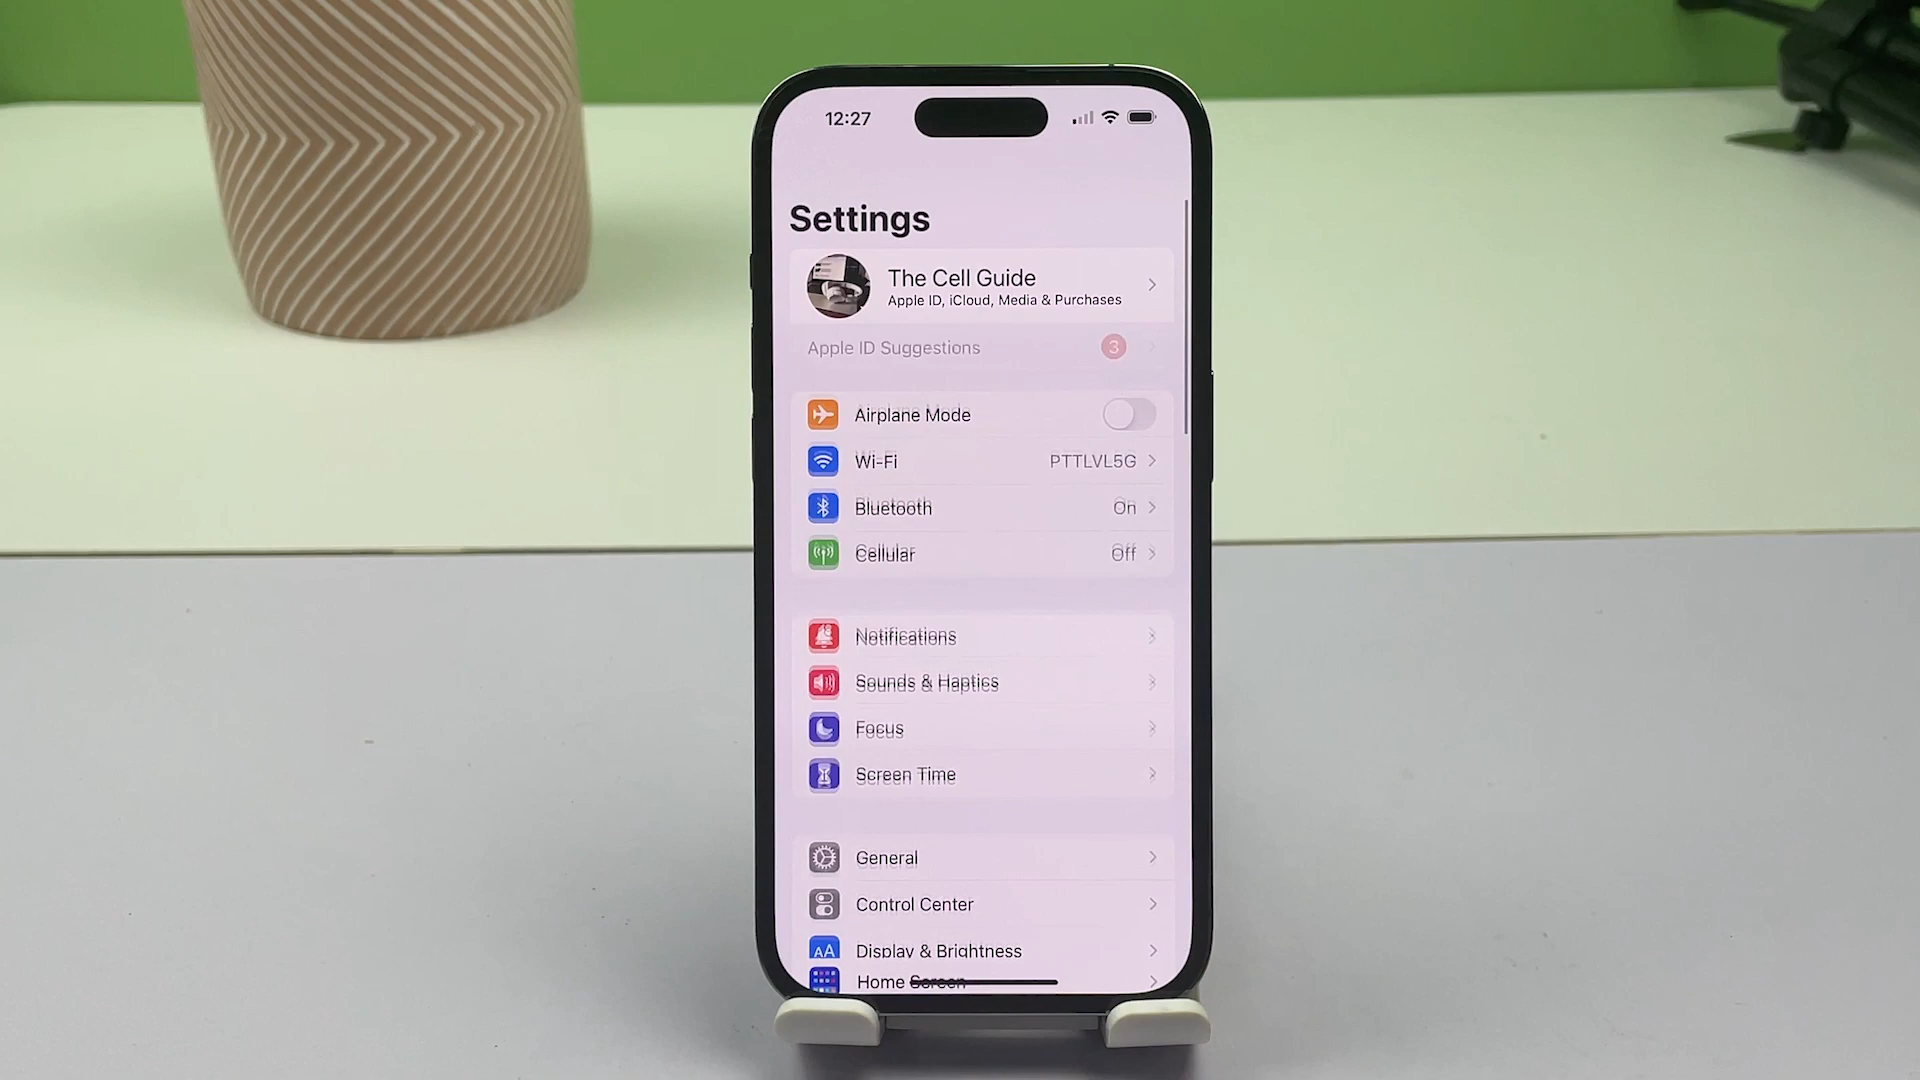 12:27
Settings
The Cell Guide
Apple ID, iCloud, Media & Purchases
Apple ID Suggestions 3
Airplane Mode
Wi-Fi PTTLVL5G
Bluetooth On
Cellular Off
Notifications
Sounds & Haptics
Focus
Screen Time
General
Control Center
AA Display & Brightness
Home Screen